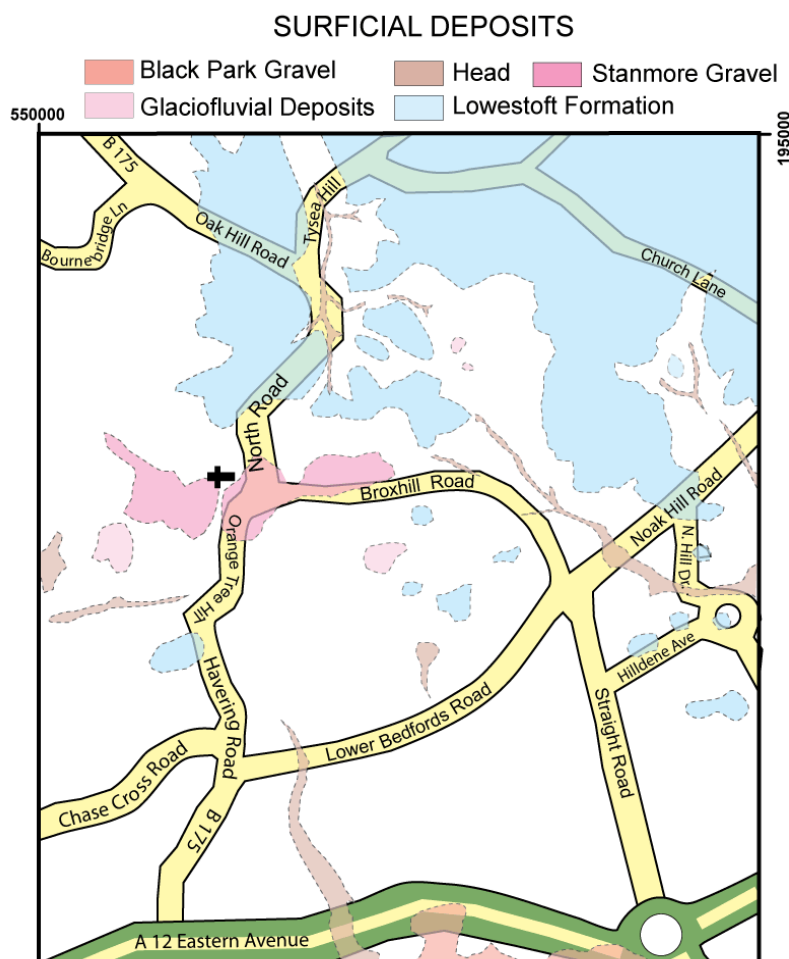 SURFICIAL DEPOSITS
Black Park Gravel
Head
Stanmore Gravel
Glaciofluvial Deposits
Lowestoft Formation
550000
195000
B 175
Tysea Hill
Bournebridge Ln
Oak Hill Road
Church Lane
North Road
Broxhill Road
Noak Hill Road
Orange Tree Hill
N. Hill Dr.
Hilldene Ave
Havering Road
Lower Bedfords Road
Straight Road
Chase Cross Road
B 175
A 12 Eastern Avenue